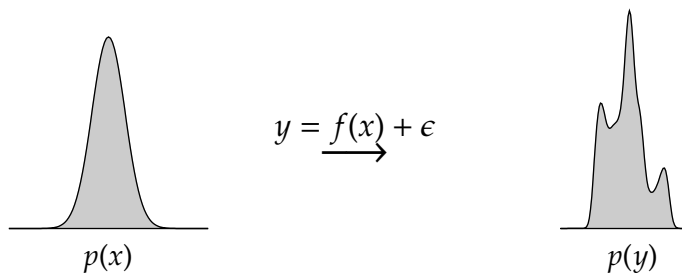 y = f(x) + ϵ
p(x)
p(y)